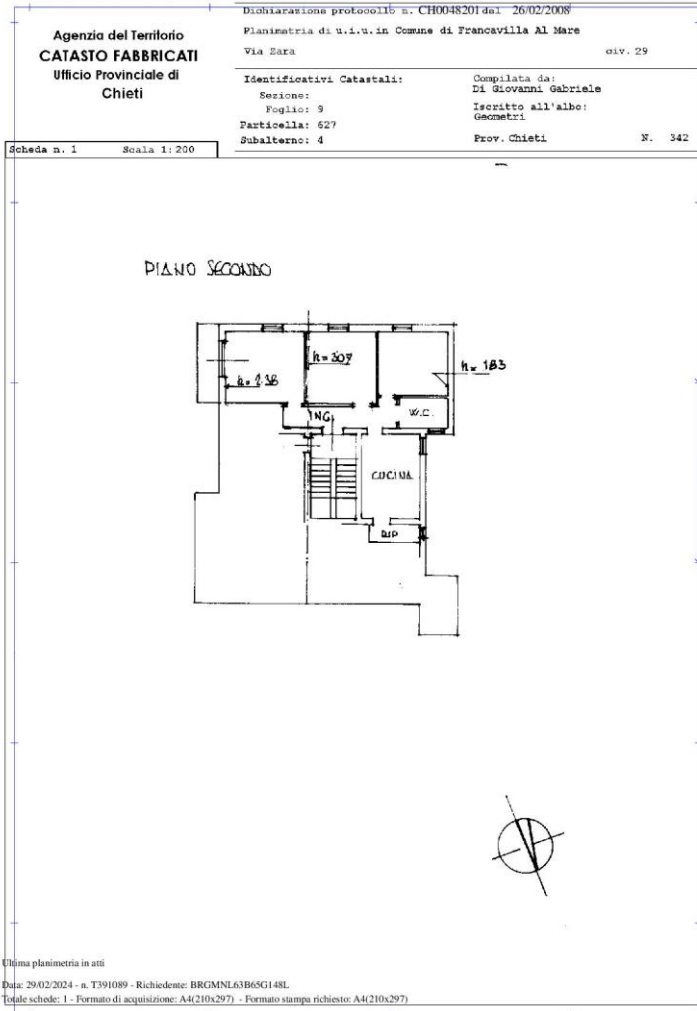 Agenzia del Territorio
CATASTO FABBRICATI
Ufficio Provinciale di
Chieti
Dichiarazione protocollo n. CH0048201 del 26/02/2008
Planimetria di u.i.u. in Comune di Francavilla Al Mare
Via Zara civ. 29
Identificativi Catastali:
Sezione:
Foglio: 9
Particella: 627
Subalterno: 4
Compilata da:
Di Giovanni Gabriele
Iscritto all'albo:
Geometri
Prov. Chieti N. 342
Scheda n. 1 Scala 1:200
PIANO SECONDO
h= 307
h= 183
h= 238
ING.
W.C.
CUCINA
RIP
Ultima planimetria in atti
Data: 29/02/2024 - n. T391089 - Richiedente: BRGMNL63B65G148L
Totale schede: 1 - Formato di acquisizione: A4(210x297) - Formato stampa richiesto: A4(210x297)